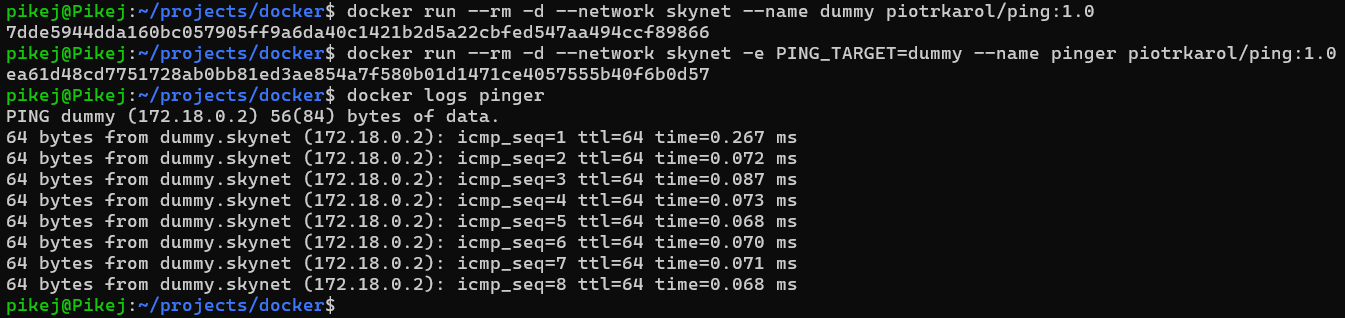 pikej@Pikej:~/projects/docker$ docker run --rm -d --network skynet --name dummy piotrkarol/ping:1.0
7dde5944dda160bc057905ff9a6da40c1421b2d5a22cbfed547aa494ccf89866
pikej@Pikej:~/projects/docker$ docker run --rm -d --network skynet -e PING_TARGET=dummy --name pinger piotrkarol/ping:1.0
ea61d48cd7751728ab0bb81ed3ae854a7f580b01d1471ce4057555b40f6b0d57
pikej@Pikej:~/projects/docker$ docker logs pinger
PING dummy (172.18.0.2) 56(84) bytes of data.
64 bytes from dummy.skynet (172.18.0.2): icmp_seq=1 ttl=64 time=0.267 ms
64 bytes from dummy.skynet (172.18.0.2): icmp_seq=2 ttl=64 time=0.072 ms
64 bytes from dummy.skynet (172.18.0.2): icmp_seq=3 ttl=64 time=0.087 ms
64 bytes from dummy.skynet (172.18.0.2): icmp_seq=4 ttl=64 time=0.073 ms
64 bytes from dummy.skynet (172.18.0.2): icmp_seq=5 ttl=64 time=0.068 ms
64 bytes from dummy.skynet (172.18.0.2): icmp_seq=6 ttl=64 time=0.070 ms
64 bytes from dummy.skynet (172.18.0.2): icmp_seq=7 ttl=64 time=0.071 ms
64 bytes from dummy.skynet (172.18.0.2): icmp_seq=8 ttl=64 time=0.068 ms
pikej@Pikej:~/projects/docker$